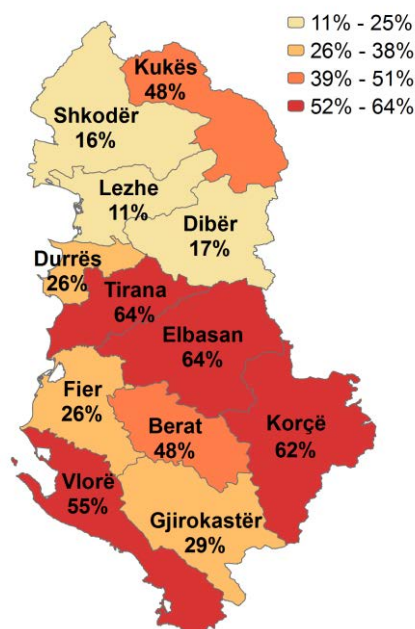 11% - 25%
26% - 38%
39% - 51%
52% - 64%
Kukës
48%
Shkodër
16%
Lezhe
11%
Dibër
17%
Durrës
26%
Tirana
64%
Elbasan
64%
Fier
26%
Berat
48%
Korçë
62%
Vlorë
55%
Gjirokastër
29%